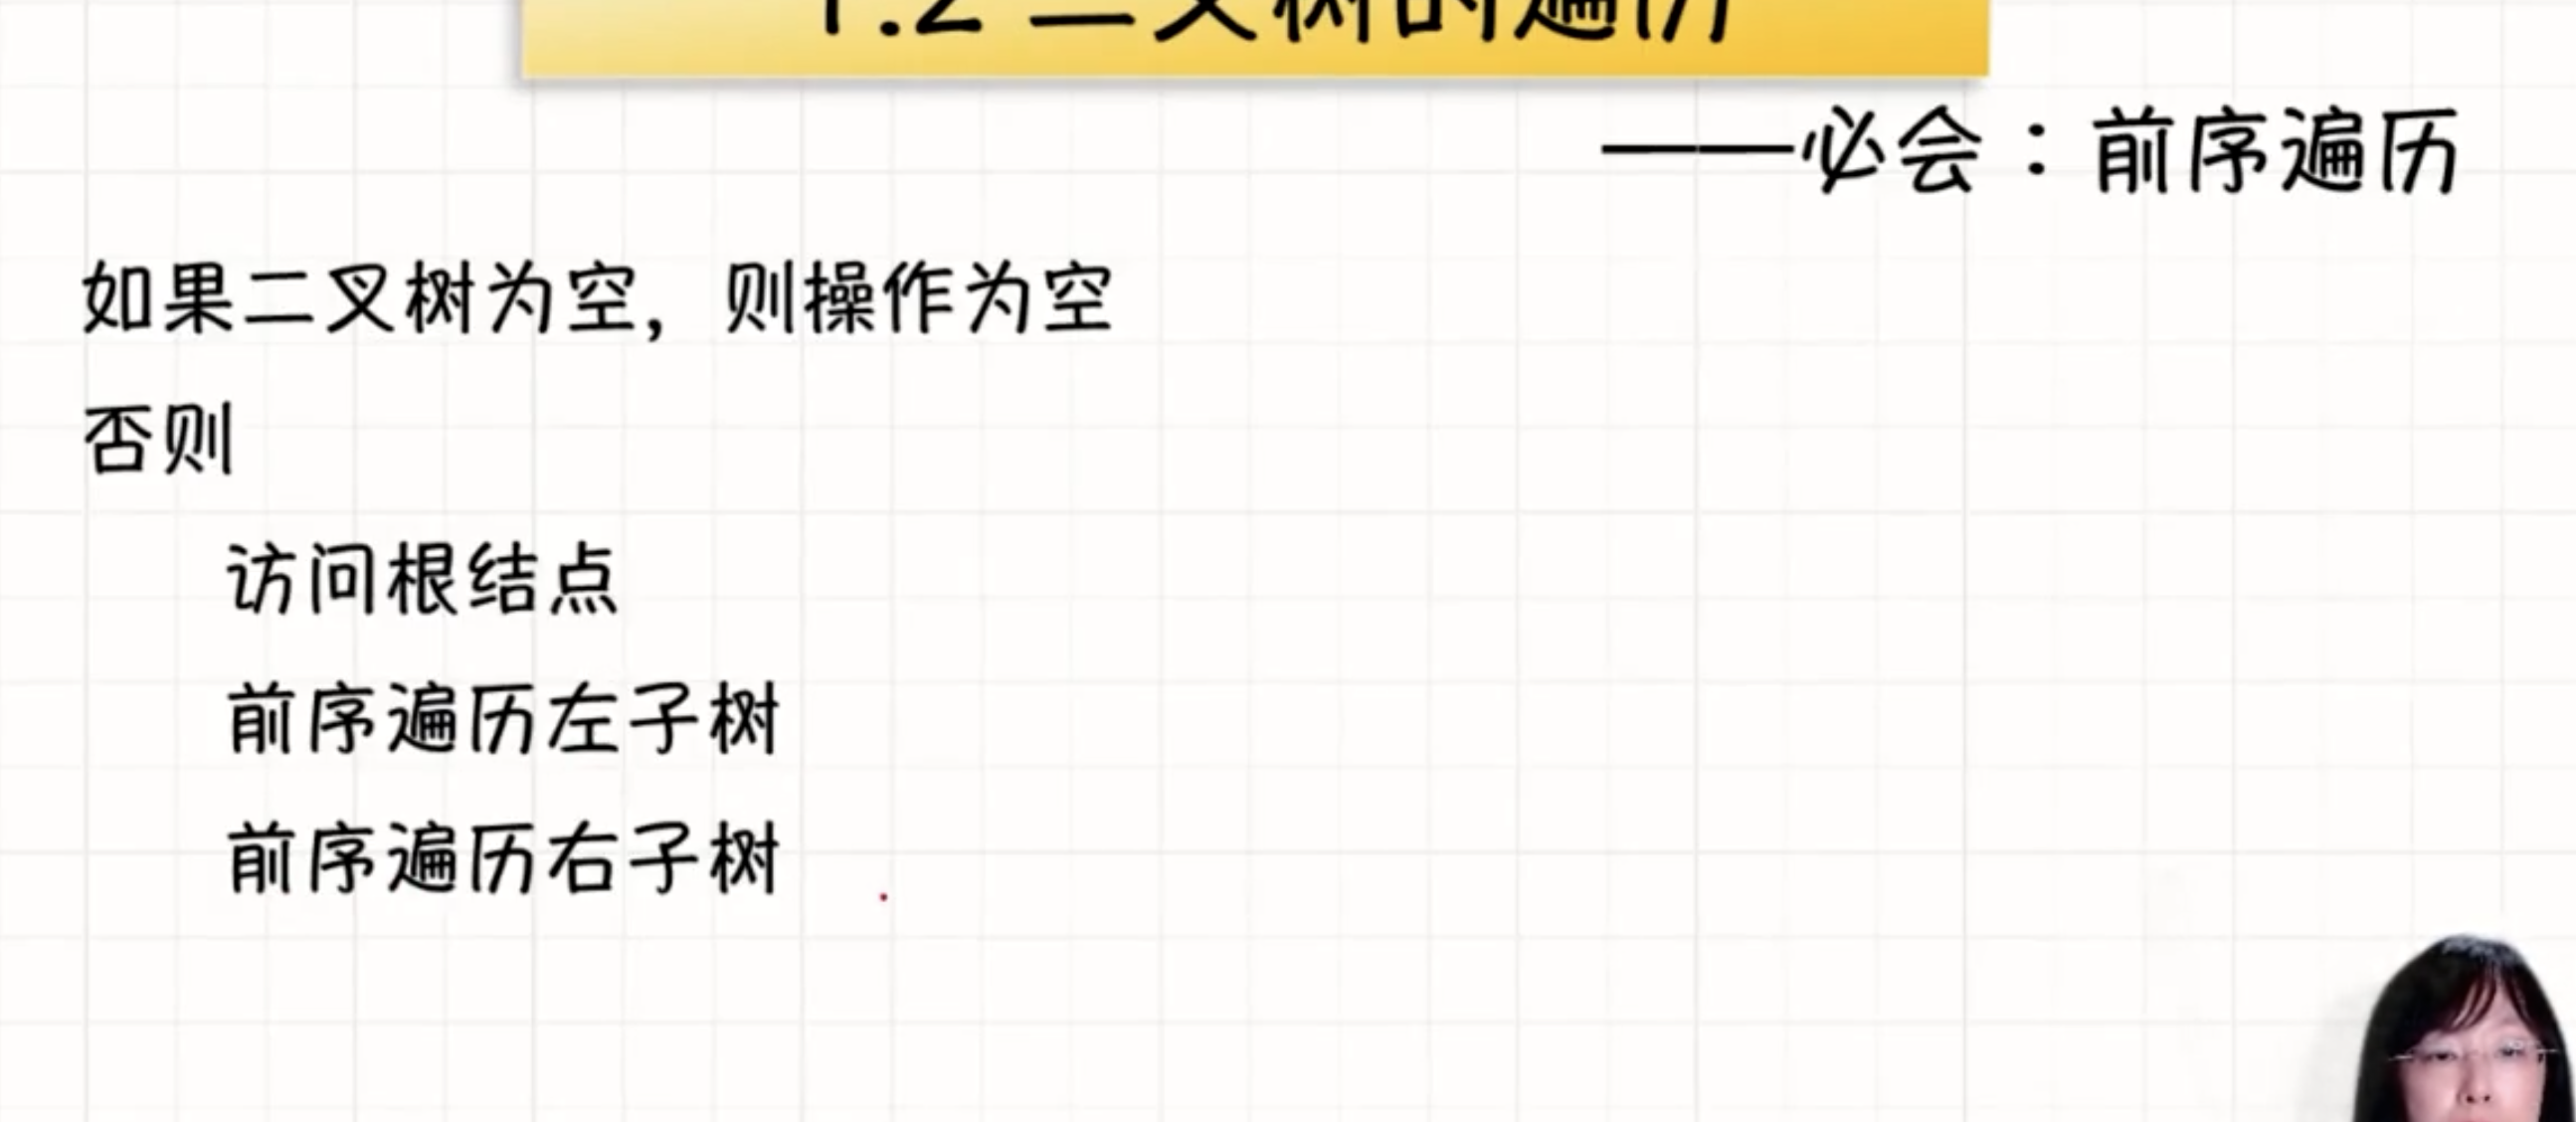 1.2 二叉树的遍历
——必会：前序遍历
如果二叉树为空，则操作为空
否则
访问根结点
前序遍历左子树
前序遍历右子树